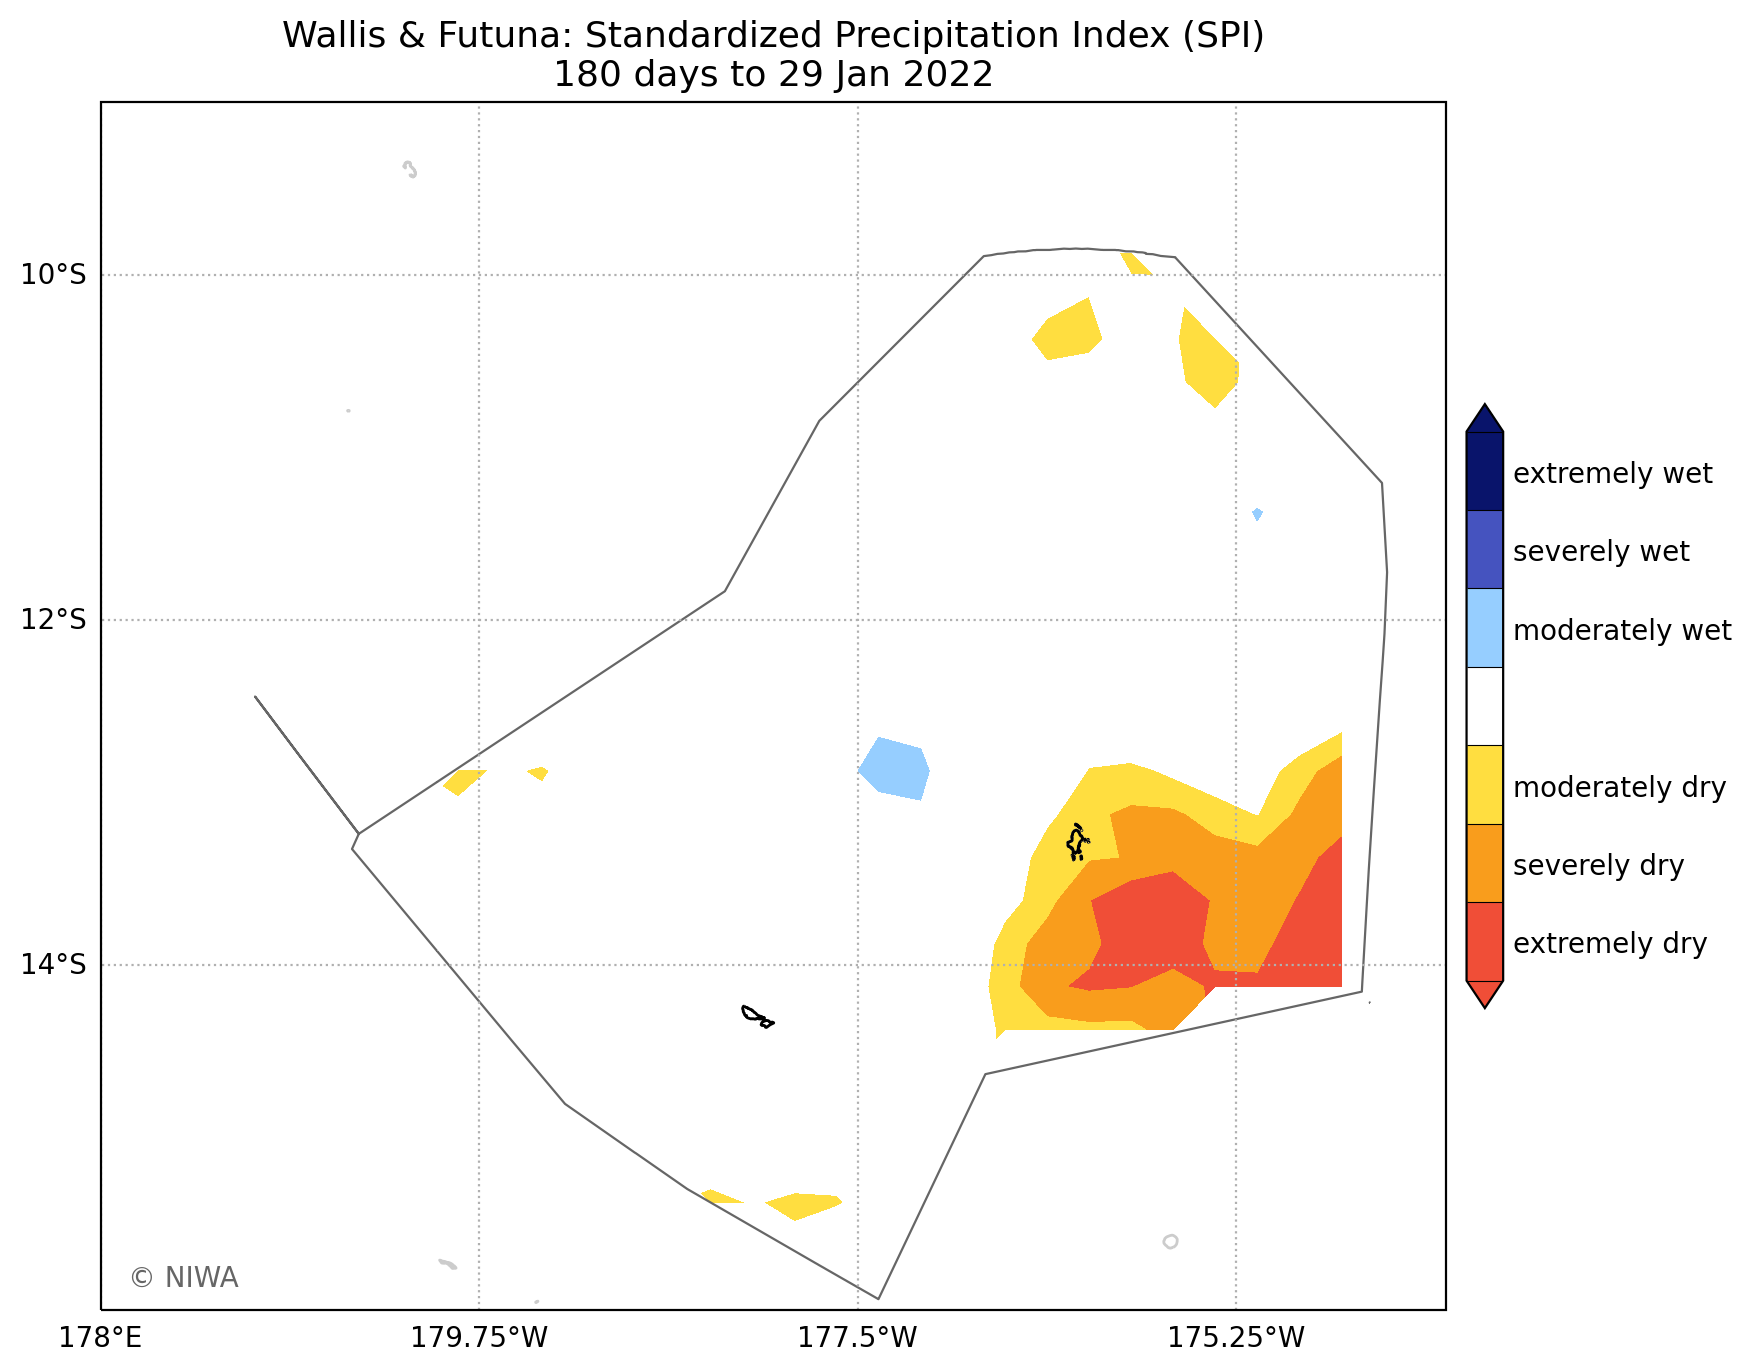 Wallis & Futuna: Standardized Precipitation Index (SPI)
180 days to 29 Jan 2022
10°S
12°S
14°S
178°E
179.75°W
177.5°W
175.25°W
© NIWA
extremely wet
severely wet
moderately wet
moderately dry
severely dry
extremely dry